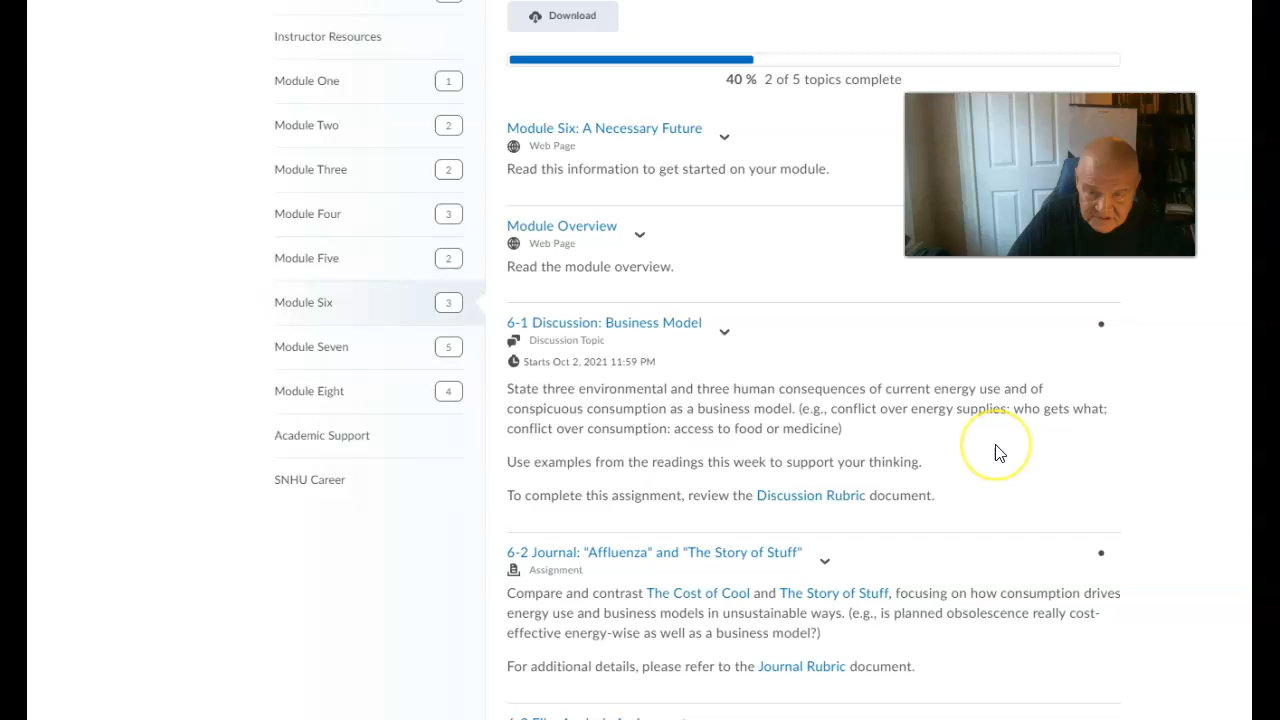 Download
Instructor Resources
40 % 2 of 5 topics complete
Module One 1
Module Two 2
Module Three 2
Module Four 3
Module Five 2
Module Six 3
Module Seven 5
Module Eight 4
Academic Support
SNHU Career
Module Six: A Necessary Future
Web Page
Read this information to get started on your module.
Module Overview
Web Page
Read the module overview.
6-1 Discussion: Business Model
Discussion Topic
Starts Oct 2, 2021 11:59 PM
State three environmental and three human consequences of current energy use and of
conspicuous consumption as a business model. (e.g., conflict over energy supplies: who gets what;
conflict over consumption: access to food or medicine)
Use examples from the readings this week to support your thinking.
To complete this assignment, review the Discussion Rubric document.
6-2 Journal: "Affluenza" and "The Story of Stuff"
Assignment
Compare and contrast The Cost of Cool and The Story of Stuff, focusing on how consumption drives
energy use and business models in unsustainable ways. (e.g., is planned obsolescence really cost-
effective energy-wise as well as a business model?)
For additional details, please refer to the Journal Rubric document.